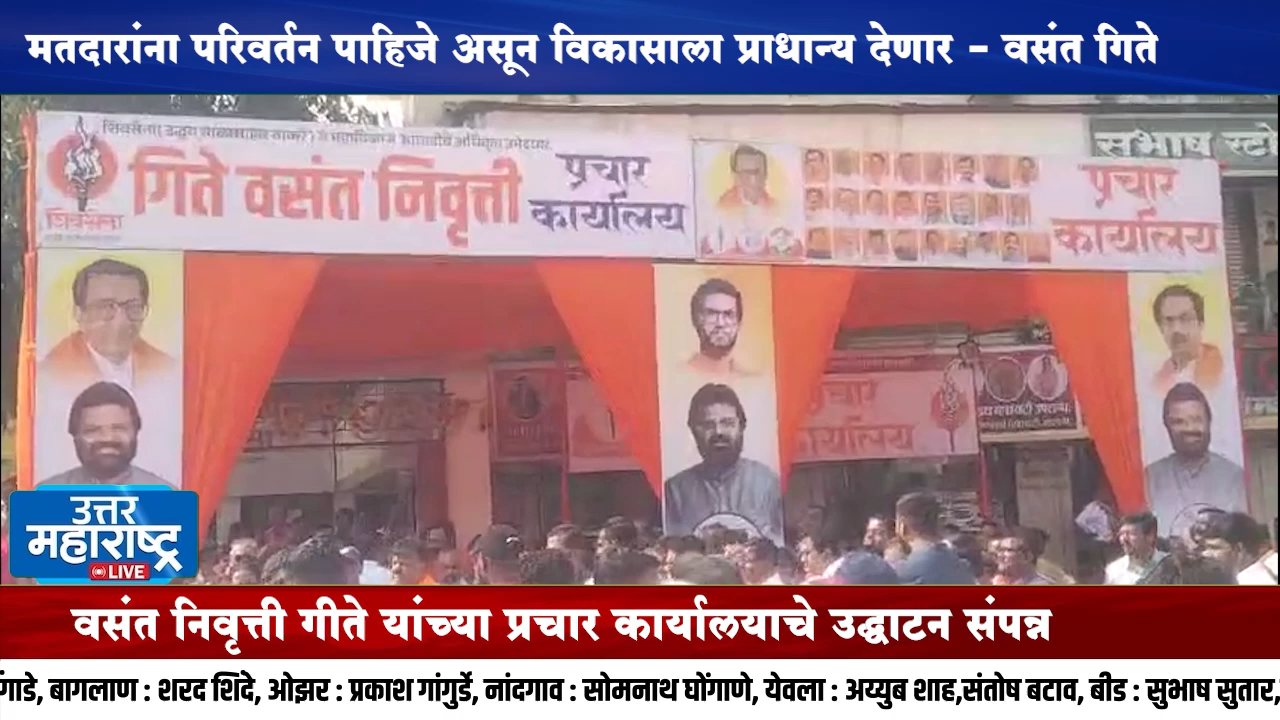 मतदारांना परिवर्तन पाहिजे असून विकासाला प्राधान्य देणार - वसंत गिते
सुभाष स्टो
शिवसेना
गिते वसंत निवृत्ती
प्रचार
कार्यालय
प्रचार
कार्यालय
प्रचार
कार्यालय
उत्तर
महाराष्ट्र
LIVE
वसंत निवृत्ती गीते यांच्या प्रचार कार्यालयाचे उद्घाटन संपन्न
गाडे, बागलाण : शरद शिंदे, ओझर : प्रकाश गांगुर्डे, नांदगाव : सोमनाथ घोंगाणे, येवला : अय्युब शाह,संतोष बटाव, बीड : सुभाष सुतार,